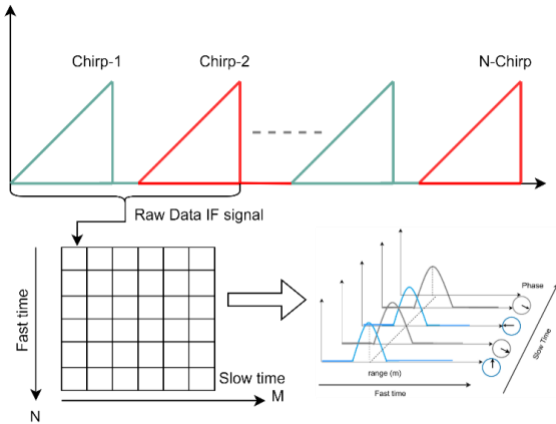 Chirp-1
Chirp-2
N-Chirp
Raw Data IF signal
Fast time
N
Slow time
M
Phase
Slow Time
range (m)
Fast time